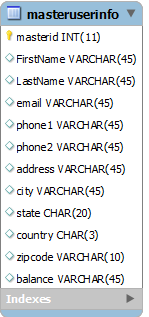 masteruserinfo
masterid INT(11)
FirstName VARCHAR(45)
LastName VARCHAR(45)
email VARCHAR(45)
phone1 VARCHAR(45)
phone2 VARCHAR(45)
address VARCHAR(45)
city VARCHAR(45)
state CHAR(20)
country CHAR(3)
zipcode VARCHAR(10)
balance VARCHAR(45)
Indexes